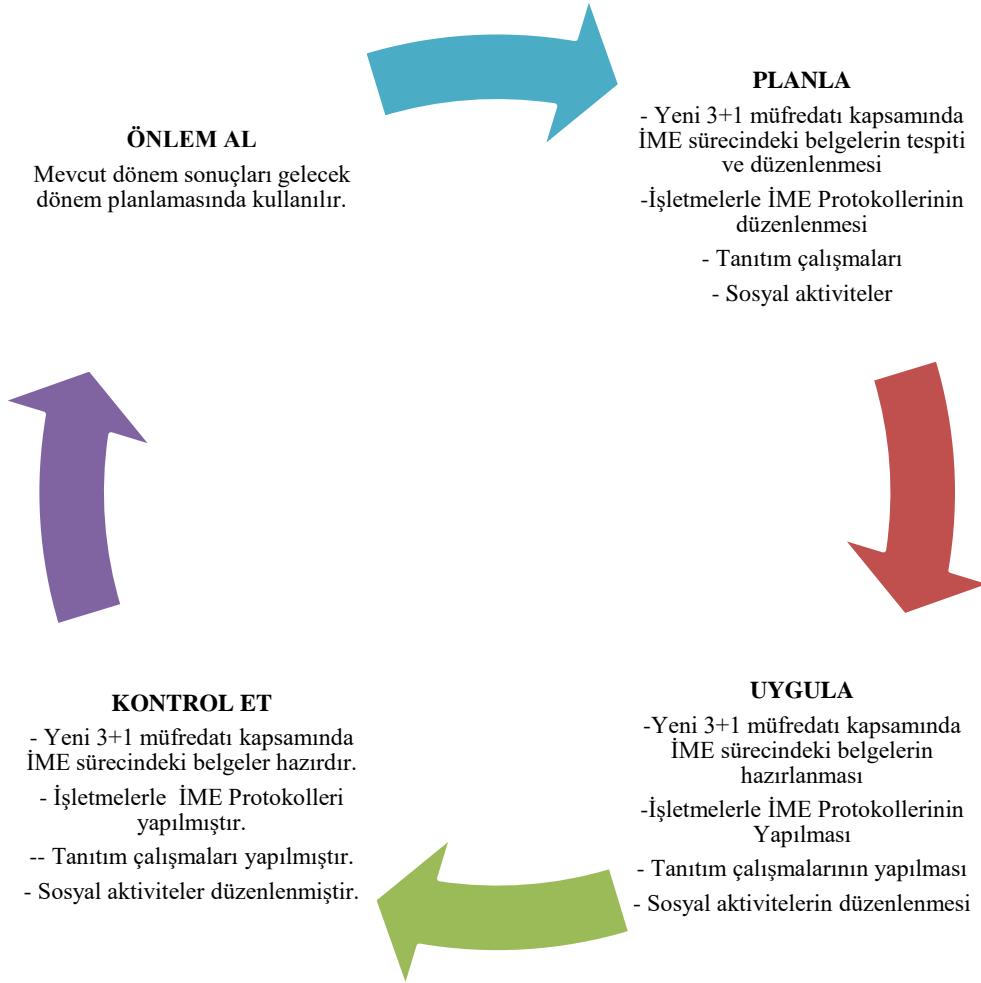 PLANLA
- Yeni 3+1 müfredatı kapsamında
İME sürecindeki belgelerin tespiti
ve düzenlenmesi
-İşletmelerle İME Protokollerinin
düzenlenmesi
- Tanıtım çalışmaları
- Sosyal aktiviteler
UYGULA
-Yeni 3+1 müfredatı kapsamında
İME sürecindeki belgelerin
hazırlanması
-İşletmelerle İME Protokollerinin
Yapılması
- Tanıtım çalışmalarının yapılması
- Sosyal aktivitelerin düzenlenmesi
KONTROL ET
- Yeni 3+1 müfredatı kapsamında
İME sürecindeki belgeler hazırdır.
- İşletmelerle  İME Protokolleri
yapılmıştır.
-- Tanıtım çalışmaları yapılmıştır.
- Sosyal aktiviteler düzenlenmiştir.
ÖNLEM AL
Mevcut dönem sonuçları gelecek
dönem planlamasında kullanılır.